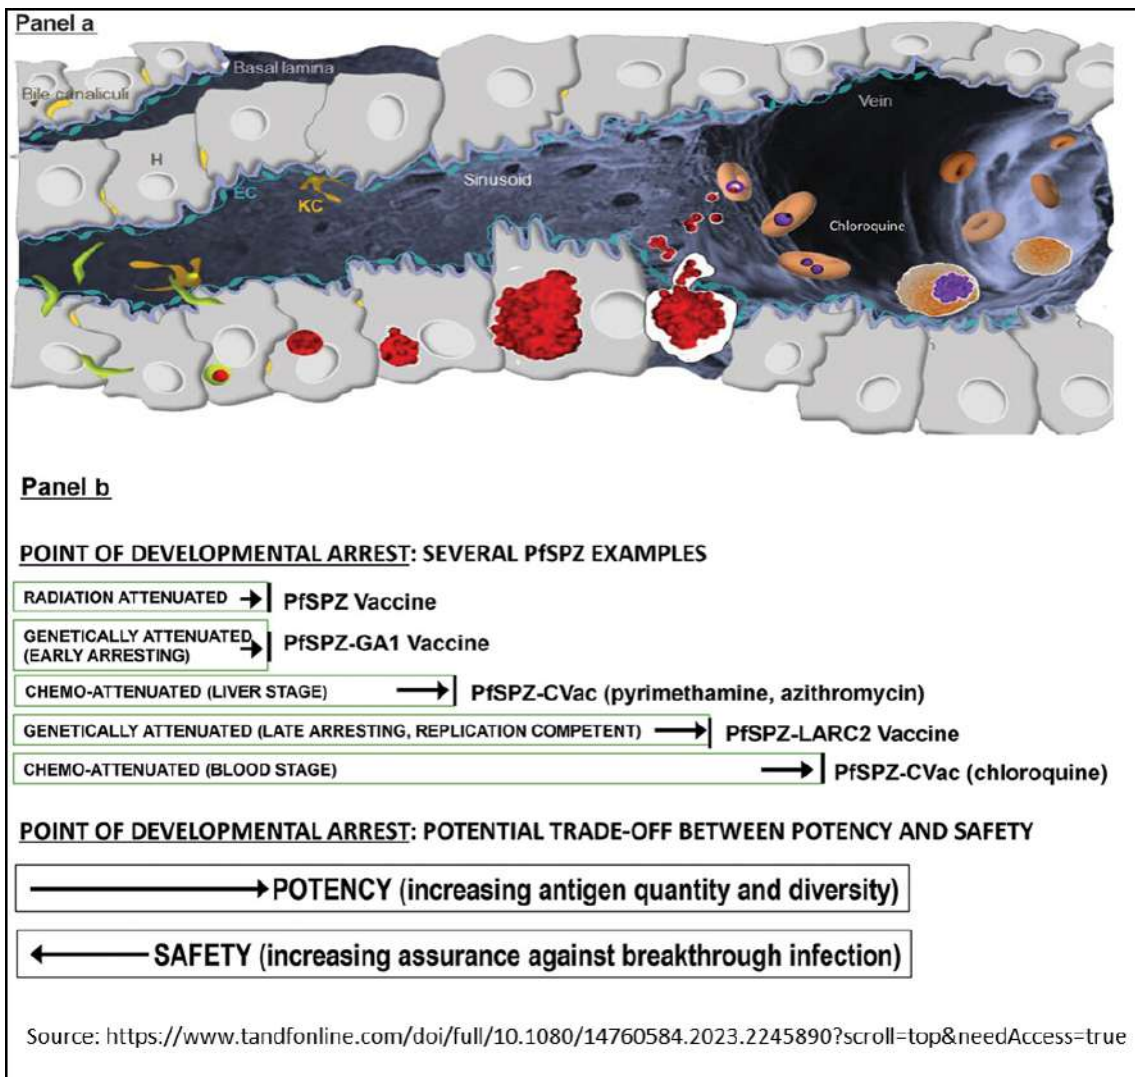 Panel a
Basal lamina
Bile canaliculi
Vein
H
EC
KC
Sinusoid
Chloroquine
Panel b
POINT OF DEVELOPMENTAL ARREST: SEVERAL PfSPZ EXAMPLES
RADIATION ATTENUATED
PfSPZ Vaccine
GENETICALLY ATTENUATED
(EARLY ARRESTING)
PfSPZ-GA1 Vaccine
CHEMO-ATTENUATED (LIVER STAGE)
PfSPZ-CVac (pyrimethamine, azithromycin)
GENETICALLY ATTENUATED (LATE ARRESTING, REPLICATION COMPETENT)
PfSPZ-LARC2 Vaccine
CHEMO-ATTENUATED (BLOOD STAGE)
PfSPZ-CVac (chloroquine)
POINT OF DEVELOPMENTAL ARREST: POTENTIAL TRADE-OFF BETWEEN POTENCY AND SAFETY
POTENCY (increasing antigen quantity and diversity)
SAFETY (increasing assurance against breakthrough infection)
Source: https://www.tandfonline.com/doi/full/10.1080/14760584.2023.2245890?scroll=top&needAccess=true